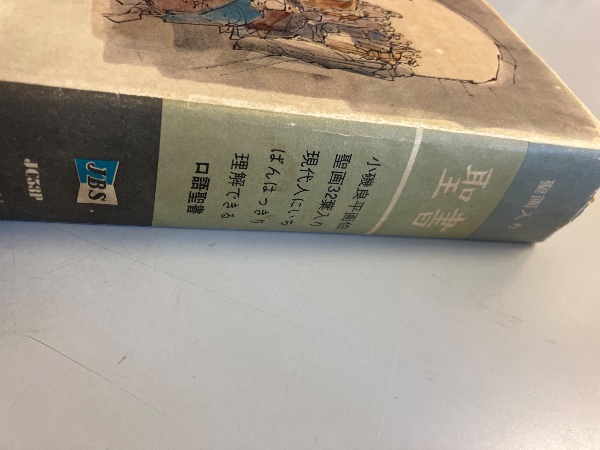 聖画入り
聖書
小磯良平画伯
聖画32葉入り
現代人にいち
ばんはっきり
理解できる
口語聖書
JBS
JC53P